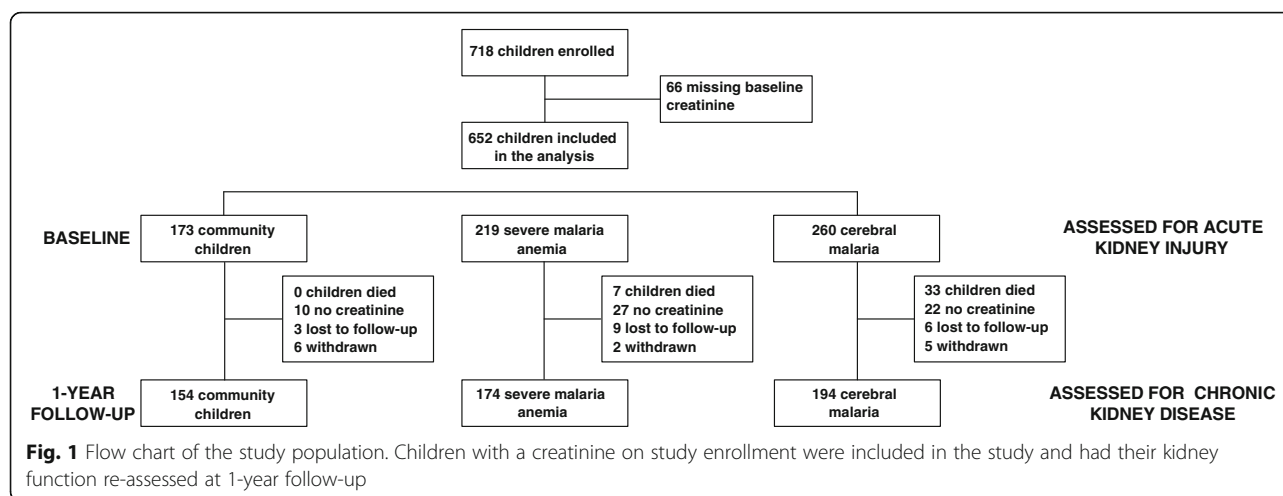 718 children enrolled
66 missing baseline
creatinine
652 children included
in the analysis
BASELINE
173 community
children
219 severe malaria
anemia
260 cerebral
malaria
ASSESSED FOR ACUTE
KIDNEY INJURY
0 children died
10 no creatinine
3 lost to follow-up
6 withdrawn
7 children died
27 no creatinine
9 lost to follow-up
2 withdrawn
33 children died
22 no creatinine
6 lost to follow-up
5 withdrawn
1-YEAR
FOLLOW-UP
154 community
children
174 severe malaria
anemia
194 cerebral
malaria
ASSESSED FOR CHRONIC
KIDNEY DISEASE
Fig. 1 Flow chart of the study population. Children with a creatinine on study enrollment were included in the study and had their kidney
function re-assessed at 1-year follow-up